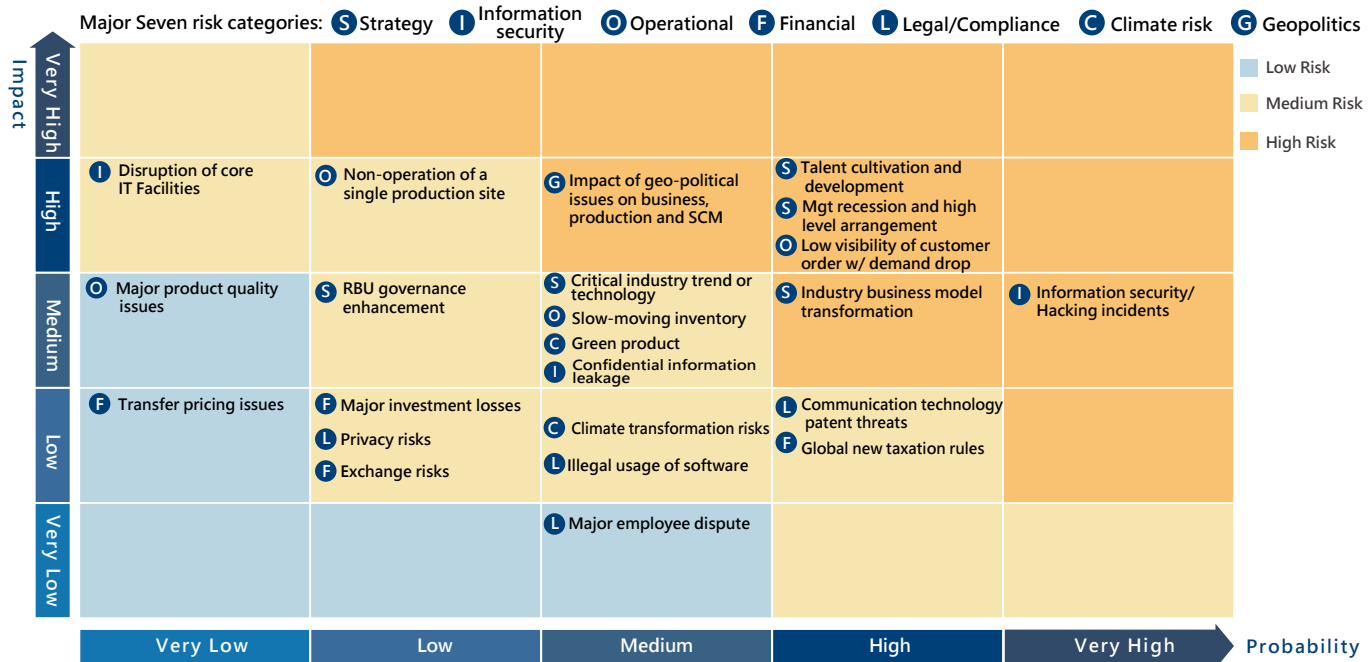 Major Seven risk categories: S Strategy I Information security O Operational F Financial L Legal/Compliance C Climate risk G Geopolitics
Impact
Very High
Low Risk
Medium Risk
High Risk
High
I Disruption of core
IT Facilities
O Non-operation of a
single production site
G Impact of geo-political
issues on business,
production and SCM
S Talent cultivation and
development
S Mgt recession and high
level arrangement
O Low visibility of customer
order w/ demand drop
Medium
O Major product quality
issues
S RBU governance
enhancement
S Critical industry trend or
technology
O Slow-moving inventory
C Green product
I Confidential information
leakage
S Industry business model
transformation
I Information security/
Hacking incidents
Low
F Transfer pricing issues
F Major investment losses
L Privacy risks
F Exchange risks
C Climate transformation risks
L Illegal usage of software
L Communication technology
patent threats
F Global new taxation rules
Very Low
L Major employee dispute
Very Low
Low
Medium
High
Very High
Probability